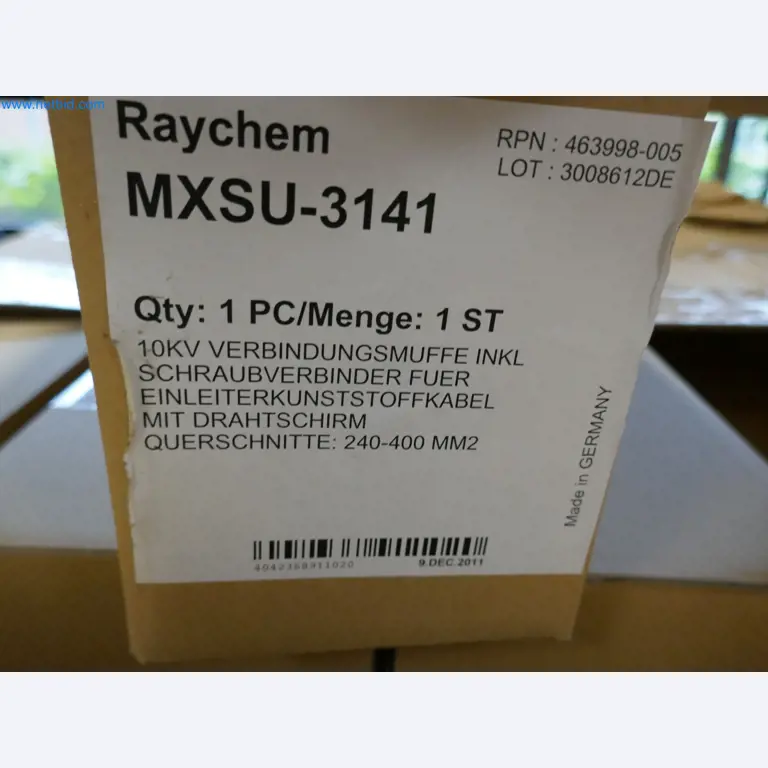 Raychem
RPN : 463998-005
LOT : 3008612DE
MXSU-3141
Qty: 1 PC/Menge: 1 ST
10KV VERBINDUNGSMUFFE INKL
SCHRAUBVERBINDER FUER
EINLEITERKUNSTSTOFFKABEL
MIT DRAHTSCHIRM
QUERSCHNITTE: 240-400 MM2
Made in GERMANY
9.DEC.2011